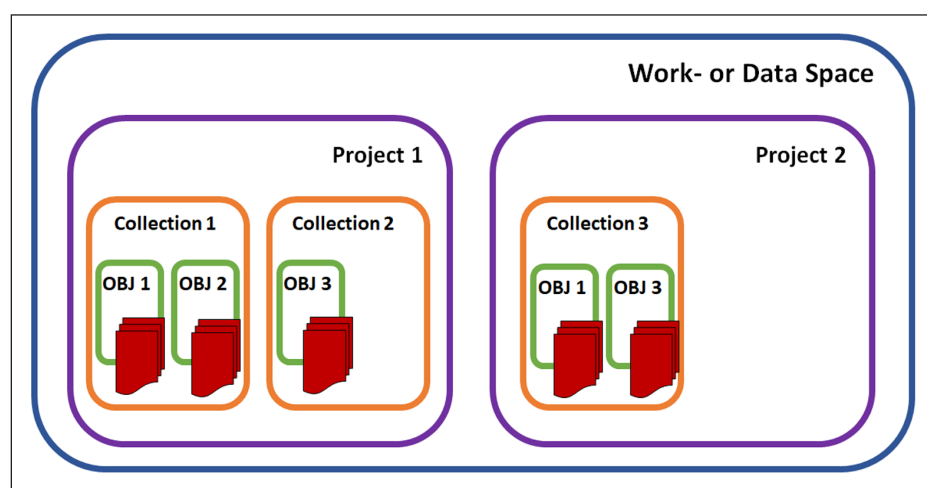 Work- or Data Space
Project 1
Project 2
Collection 1
Collection 2
Collection 3
OBJ 1
OBJ 2
OBJ 3
OBJ 1
OBJ 3